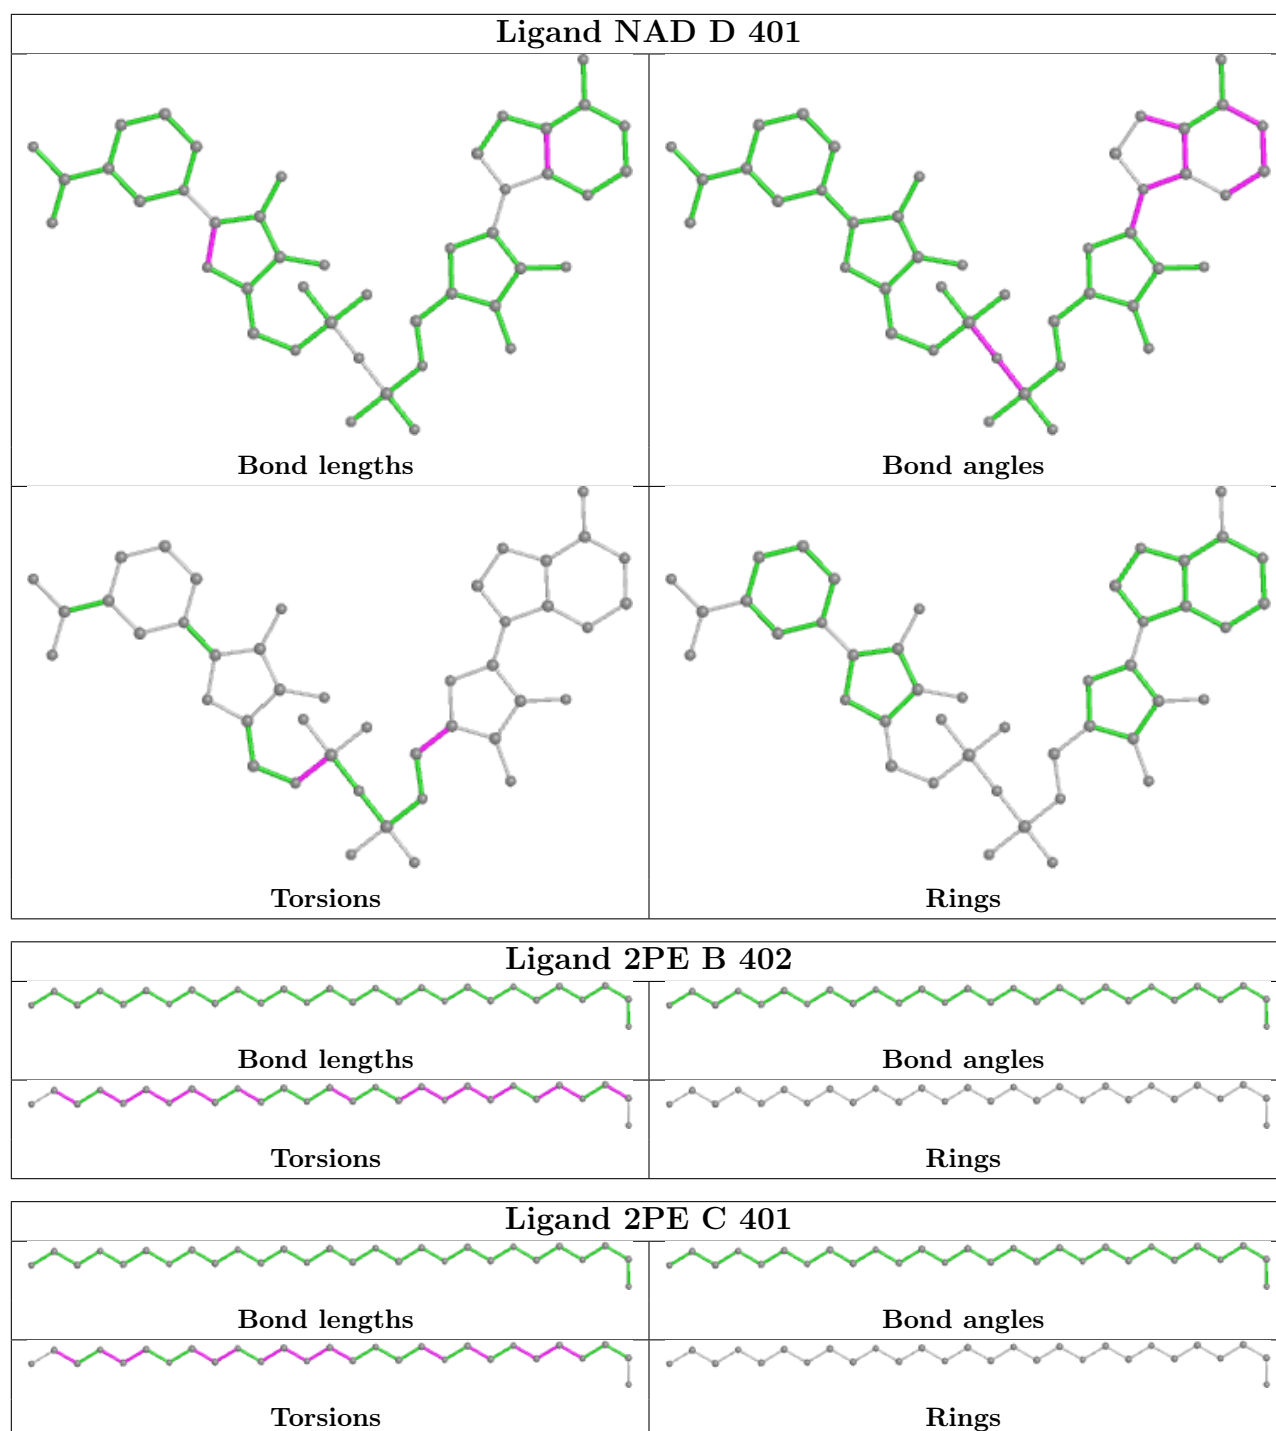 Ligand NAD D 401
Bond lengths
Bond angles
Torsions
Rings
Ligand 2PE B 402
Bond lengths
Bond angles
Torsions
Rings
Ligand 2PE C 401
Bond lengths
Bond angles
Torsions
Rings